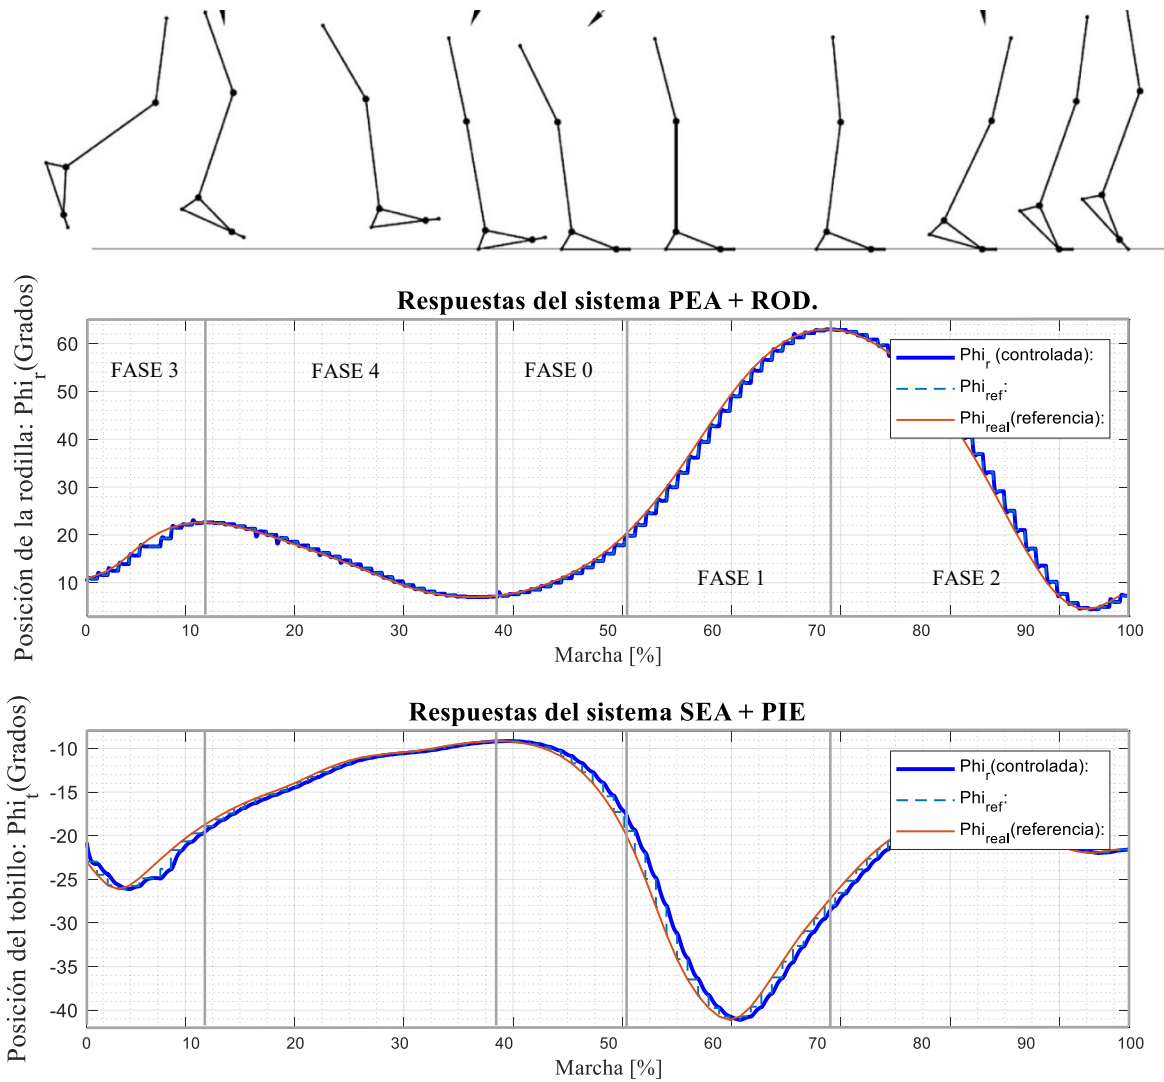 Respuestas del sistema PEA + ROD.
Posición de la rodilla: Phi_r(Grados)
60
50
40
30
20
10
FASE 3
FASE 4
FASE 0
FASE 1
FASE 2
Phi_r (controlada):
Phi_ref:
Phi_real(referencia):
0 10 20 30 40 50 60 70 80 90 100
Marcha [%]
Respuestas del sistema SEA + PIE
Posición del tobillo: Phi_t(Grados)
-10
-15
-20
-25
-30
-35
-40
Phi_r(controlada):
Phi_ref:
Phi_real(referencia):
0 10 20 30 40 50 60 70 80 90 100
Marcha [%]